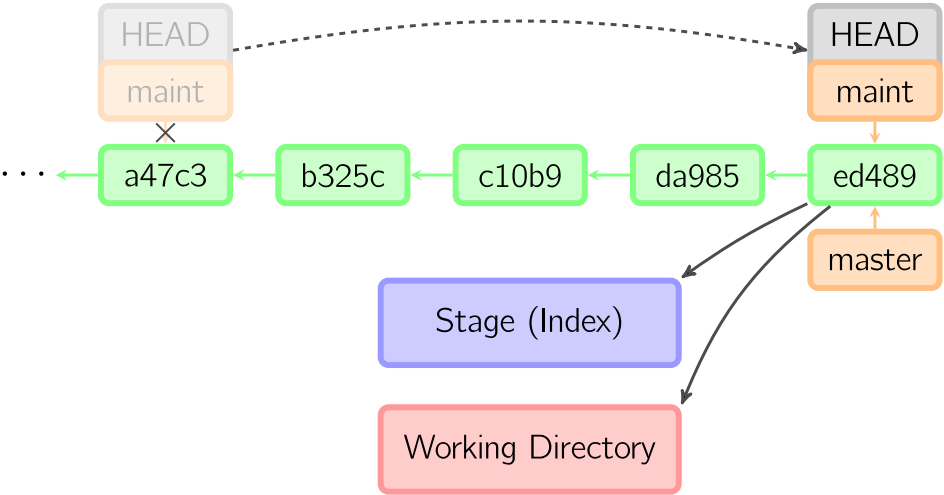 HEAD
maint
HEAD
maint
... a47c3 b325c c10b9 da985 ed489
master
Stage (Index)
Working Directory